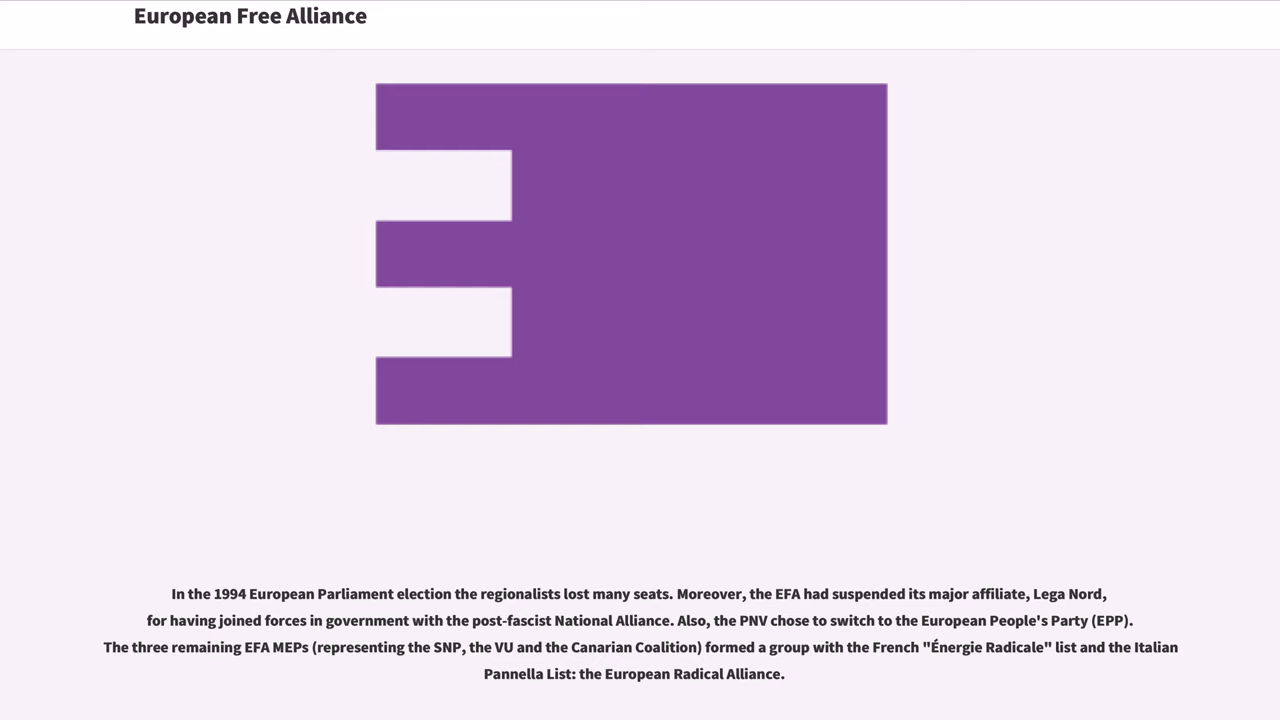 European Free Alliance
In the 1994 European Parliament election the regionalists lost many seats. Moreover, the EFA had suspended its major affiliate, Lega Nord,
for having joined forces in government with the post-fascist National Alliance. Also, the PNV chose to switch to the European People's Party (EPP).
The three remaining EFA MEPs (representing the SNP, the VU and the Canarian Coalition) formed a group with the French "Énergie Radicale" list and the Italian
Pannella List: the European Radical Alliance.